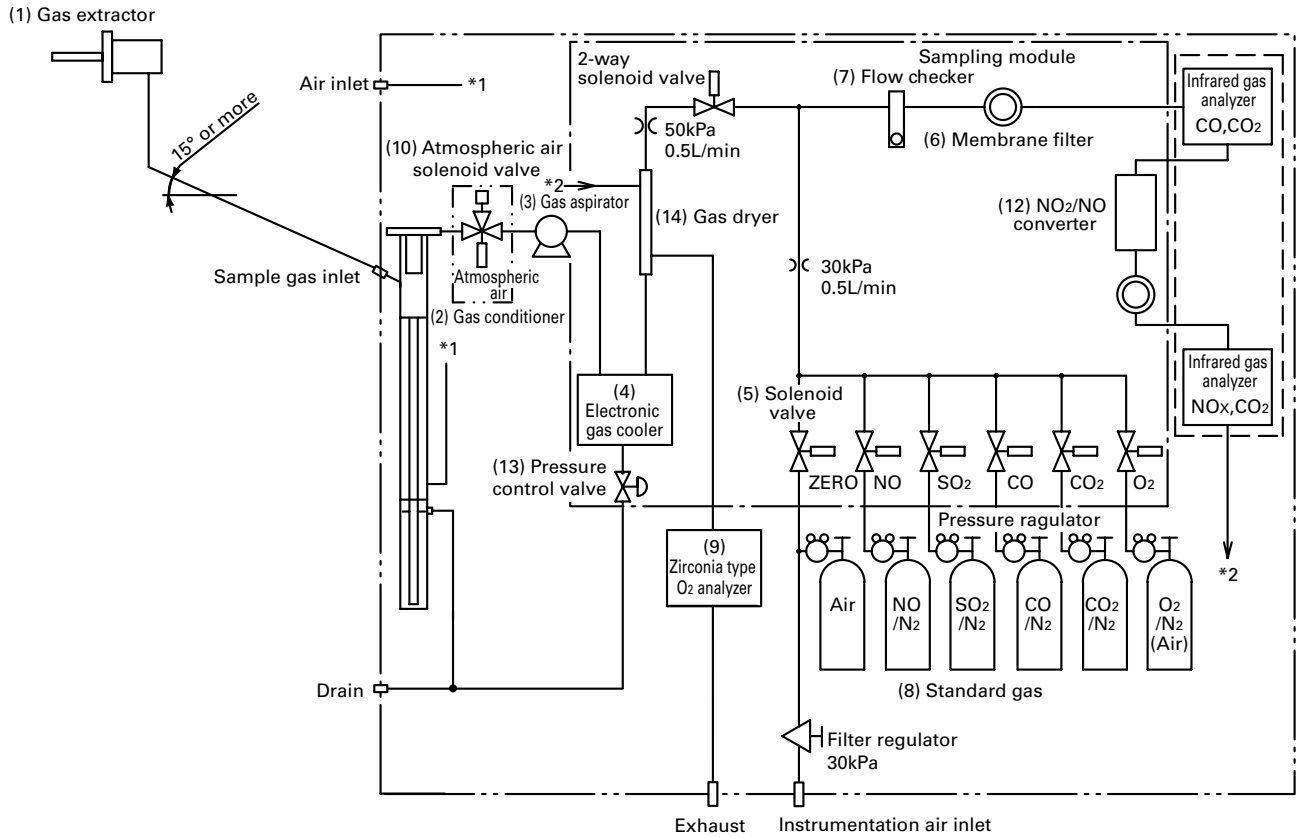 (1) Gas extractor
15° or more
Air inlet
*1
2-way
solenoid valve
Sampling module
(7) Flow checker
(6) Membrane filter
Infrared gas
analyzer
CO,CO2
50kPa
0.5L/min
(10) Atmospheric air
solenoid valve
*2
(3) Gas aspirator
(14) Gas dryer
(12) NO2/NO
converter
Sample gas inlet
Atmospheric
air
(2) Gas conditioner
*1
30kPa
0.5L/min
Infrared gas
analyzer
NOx,CO2
(4)
Electronic
gas cooler
(5) Solenoid
valve
ZERO
NO
SO2
CO
CO2
O2
(13) Pressure
control valve
Pressure ragulator
(9)
Zirconia type
O2 analyzer
*2
Air
NO
/N2
SO2
/N2
CO
/N2
CO2
/N2
O2
/N2
(Air)
(8) Standard gas
Drain
Filter regulator
30kPa
Exhaust
Instrumentation air inlet